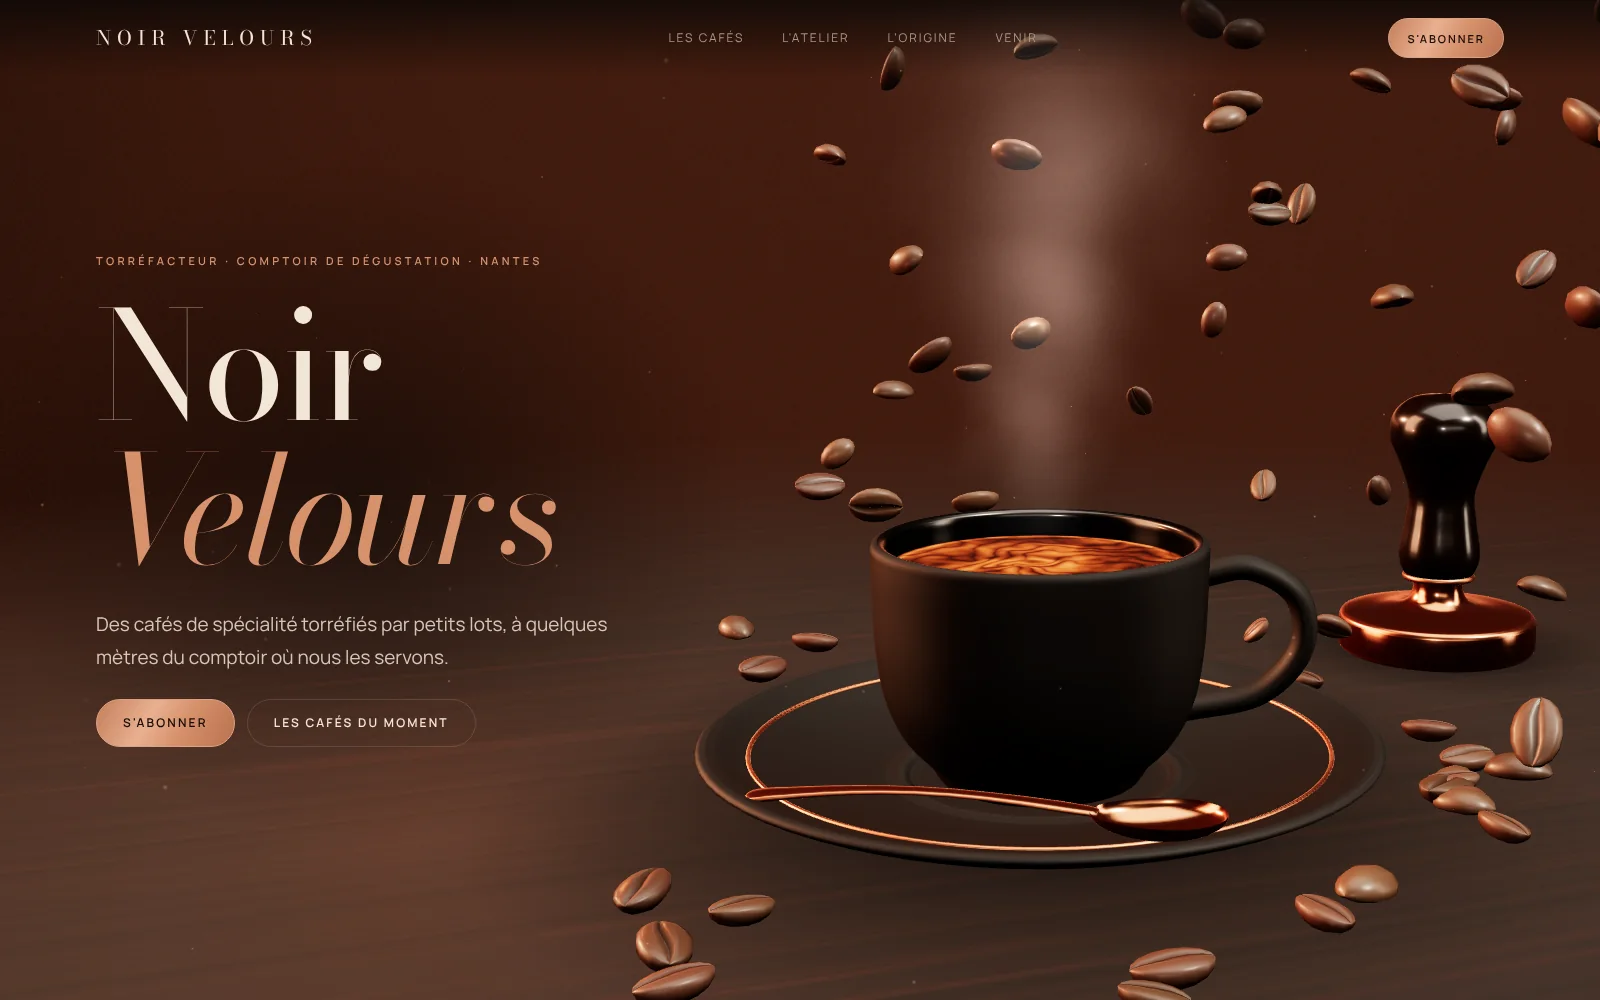 NOIR VELOURS
LES CAFÉS
L'ATELIER
L'ORIGINE
VENIR
S'ABONNER
TORRÉFACTEUR · COMPTOIR DE DÉGUSTATION · NANTES
Noir
Velours
Des cafés de spécialité torréfiés par petits lots, à quelques
mètres du comptoir où nous les servons.
S'ABONNER
LES CAFÉS DU MOMENT